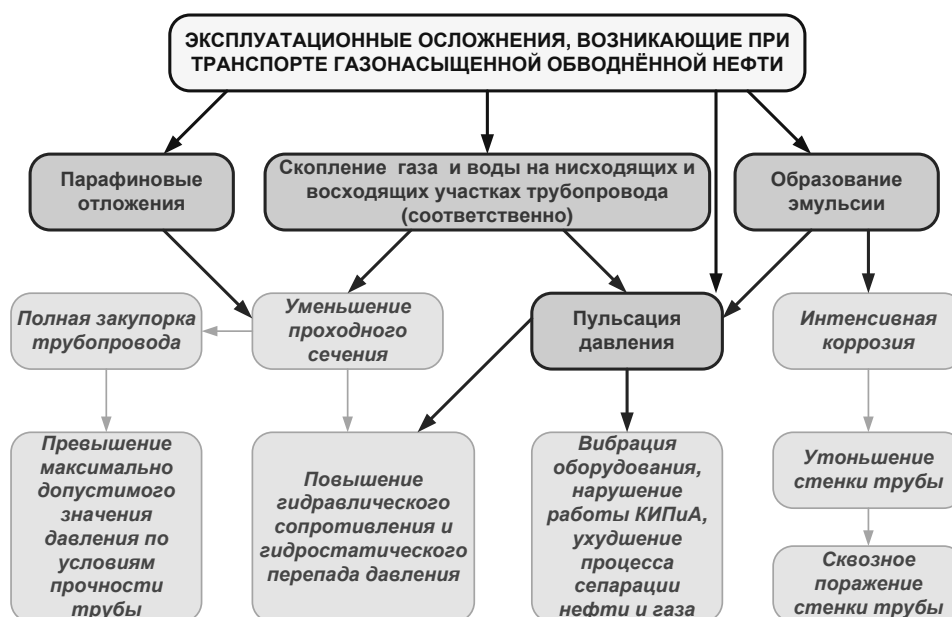 ЭКСПЛУАТАЦИОННЫЕ ОСЛОЖНЕНИЯ, ВОЗНИКАЮЩИЕ ПРИ
ТРАНСПОРТЕ ГАЗОНАСЫЩЕННОЙ ОБВОДНЁННОЙ НЕФТИ
Парафиновые
отложения
Скопление газа и воды на нисходящих и
восходящих участках трубопровода
(соответственно)
Образование
эмульсии
Полная закупорка
трубопровода
Уменьшение
проходного
сечения
Пульсация
давления
Интенсивная
коррозия
Превышение
максимально
допустимого
значения
давления по
условиям
прочности
трубы
Повышение
гидравлического
сопротивления и
гидростатического
перепада давления
Вибрация
оборудования,
нарушение
работы КИПиА,
ухудшение
процесса
сепарации
нефти и газа
Утоньшение
стенки трубы
Сквозное
поражение
стенки трубы